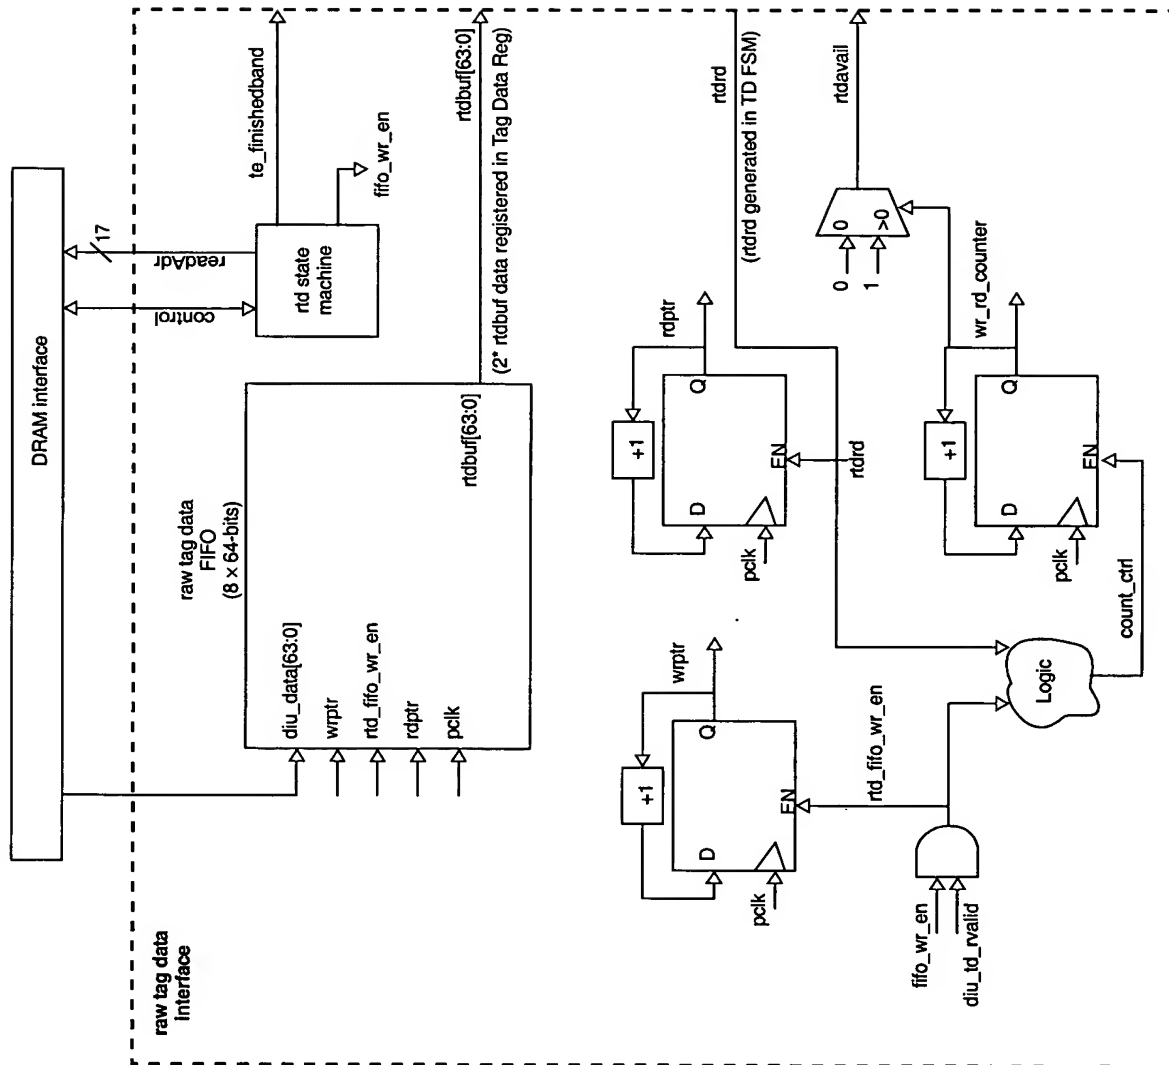 DRAM interface
raw tag data
interface
raw tag data
FIFO
(8 × 64-bits)
diu_data[63:0]
wrptr
rtd_fifo_wr_en
rdptr
pclk
rtdbuf[63:0]
control
readAdr
17
rtd state
machine
te_finishedband
fifo_wr_en
rtdbuf[63:0]
(2* rtdbuf data registered in Tag Data Reg)
+1
D
Q
EN
pclk
wrptr
+1
D
Q
EN
pclk
rdptr
rtdrd
rtdrd
(rtdrd generated in TD FSM)
fifo_wr_en
diu_td_rvalid
rtd_fifo_wr_en
Logic
count_ctrl
+1
D
Q
EN
pclk
wr_rd_counter
0
1
0
>0
rtdavail